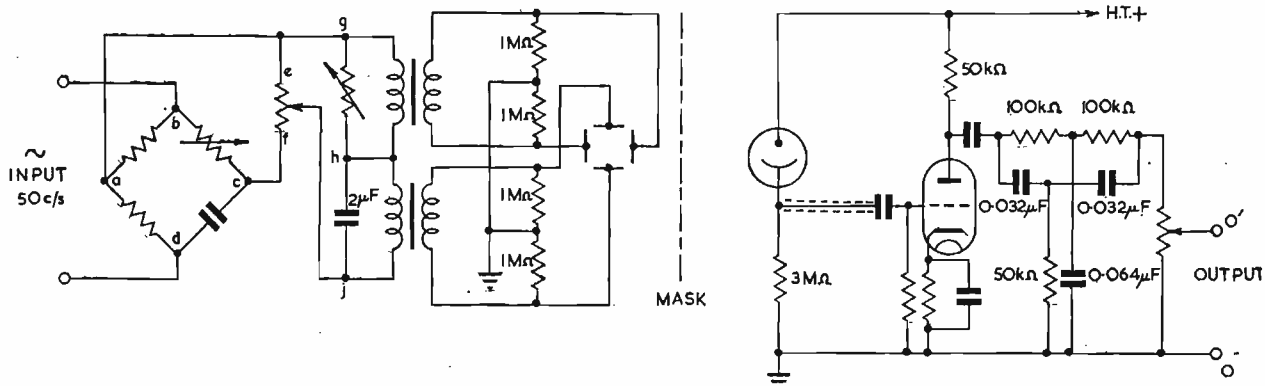 g
e
f
h
j
b
a
c
d
~
INPUT
50 c/s
2μF
1MΩ
1MΩ
1MΩ
1MΩ
MASK
H.T.+
50kΩ
100kΩ
100kΩ
0·032μF
0·032μF
3MΩ
50kΩ
0·064μF
O'
OUTPUT
O